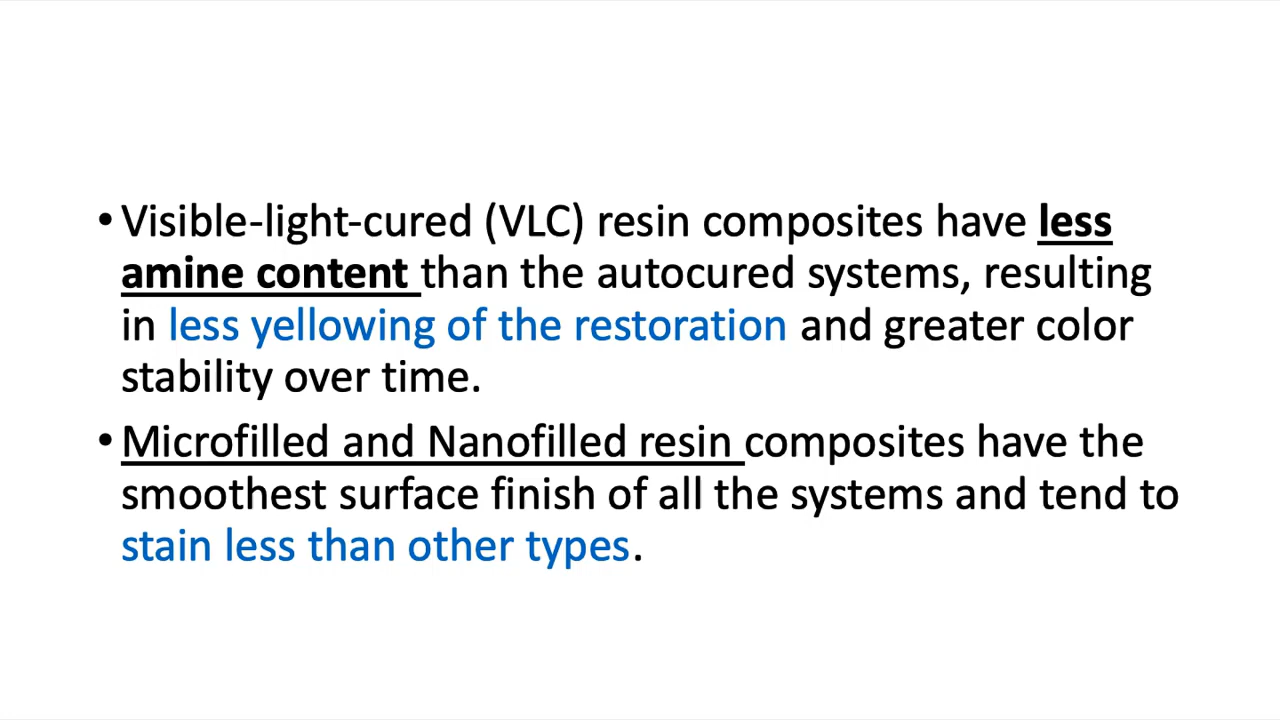 • Visible-light-cured (VLC) resin composites have less
amine content than the autocured systems, resulting
in less yellowing of the restoration and greater color
stability over time.
• Microfilled and Nanofilled resin composites have the
smoothest surface finish of all the systems and tend to
stain less than other types.